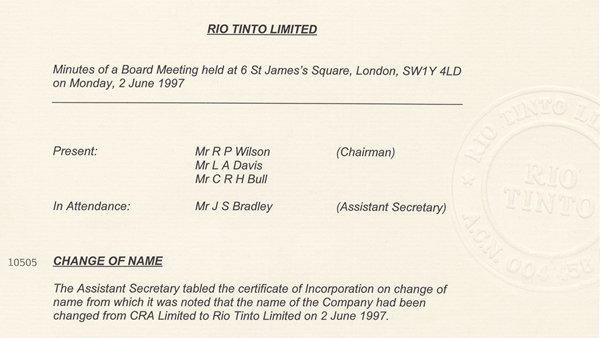 RIO TINTO LIMITED
Minutes of a Board Meeting held at 6 St James's Square, London, SW1Y 4LD
on Monday, 2 June 1997
Present: Mr R P Wilson (Chairman)
Mr L A Davis
Mr C R H Bull
In Attendance: Mr J S Bradley (Assistant Secretary)
10505 CHANGE OF NAME
The Assistant Secretary tabled the certificate of Incorporation on change of
name from which it was noted that the name of the Company had been
changed from CRA Limited to Rio Tinto Limited on 2 June 1997.
RIO TINTO LI
RIO
TINTO
A.C.N. 004 458